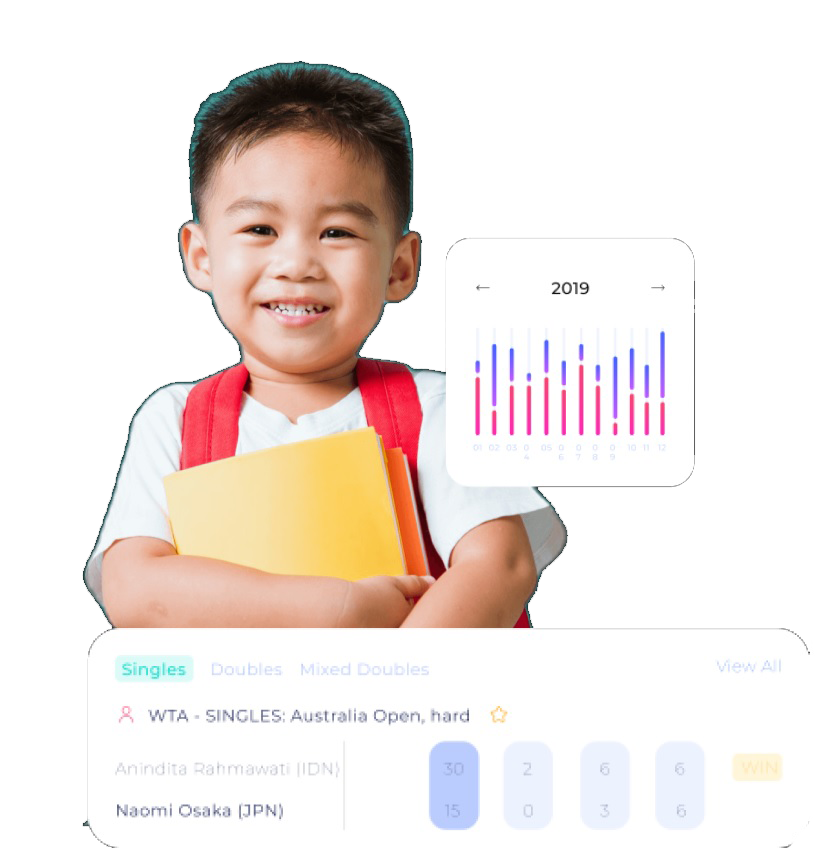 ← 2019 →
01 02 03 04 05 06 07 08 09 10 11 12
Singles Doubles Mixed Doubles View All
WTA - SINGLES: Australia Open, hard
Anindita Rahmawati (IDN) 30 2 6 6 WIN
Naomi Osaka (JPN) 15 0 3 6